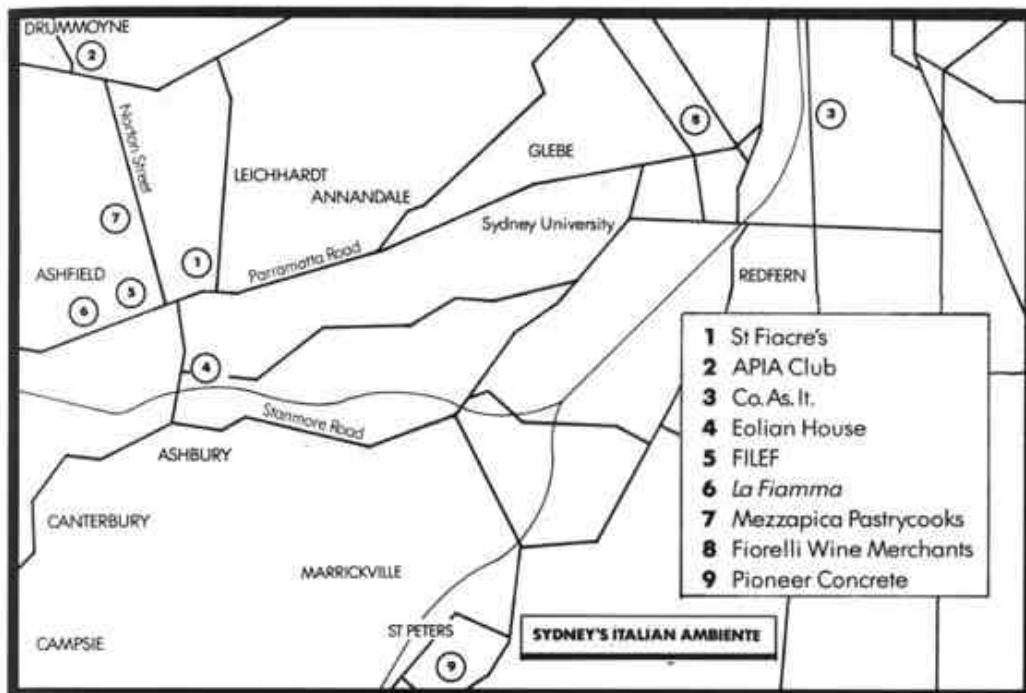 DRUMMOYNE
2
Norton Street
8
3
GLEBE
LEICHHARDT
ANNANDALE
7
Sydney University
1
Parramatta Road
ASHFIELD
5
6
REDFERN
4
Stanmore Road
ASHBURY
CANTERBURY
MARRICKVILLE
ST PETERS
CAMPSIE
9
1 St Fiacre's
2 APIA Club
3 Co. As. It.
4 Eolian House
5 FILEF
6 La Fiamma
7 Mezzapica Pastrycooks
8 Fiorelli Wine Merchants
9 Pioneer Concrete
SYDNEY'S ITALIAN AMBIENTE